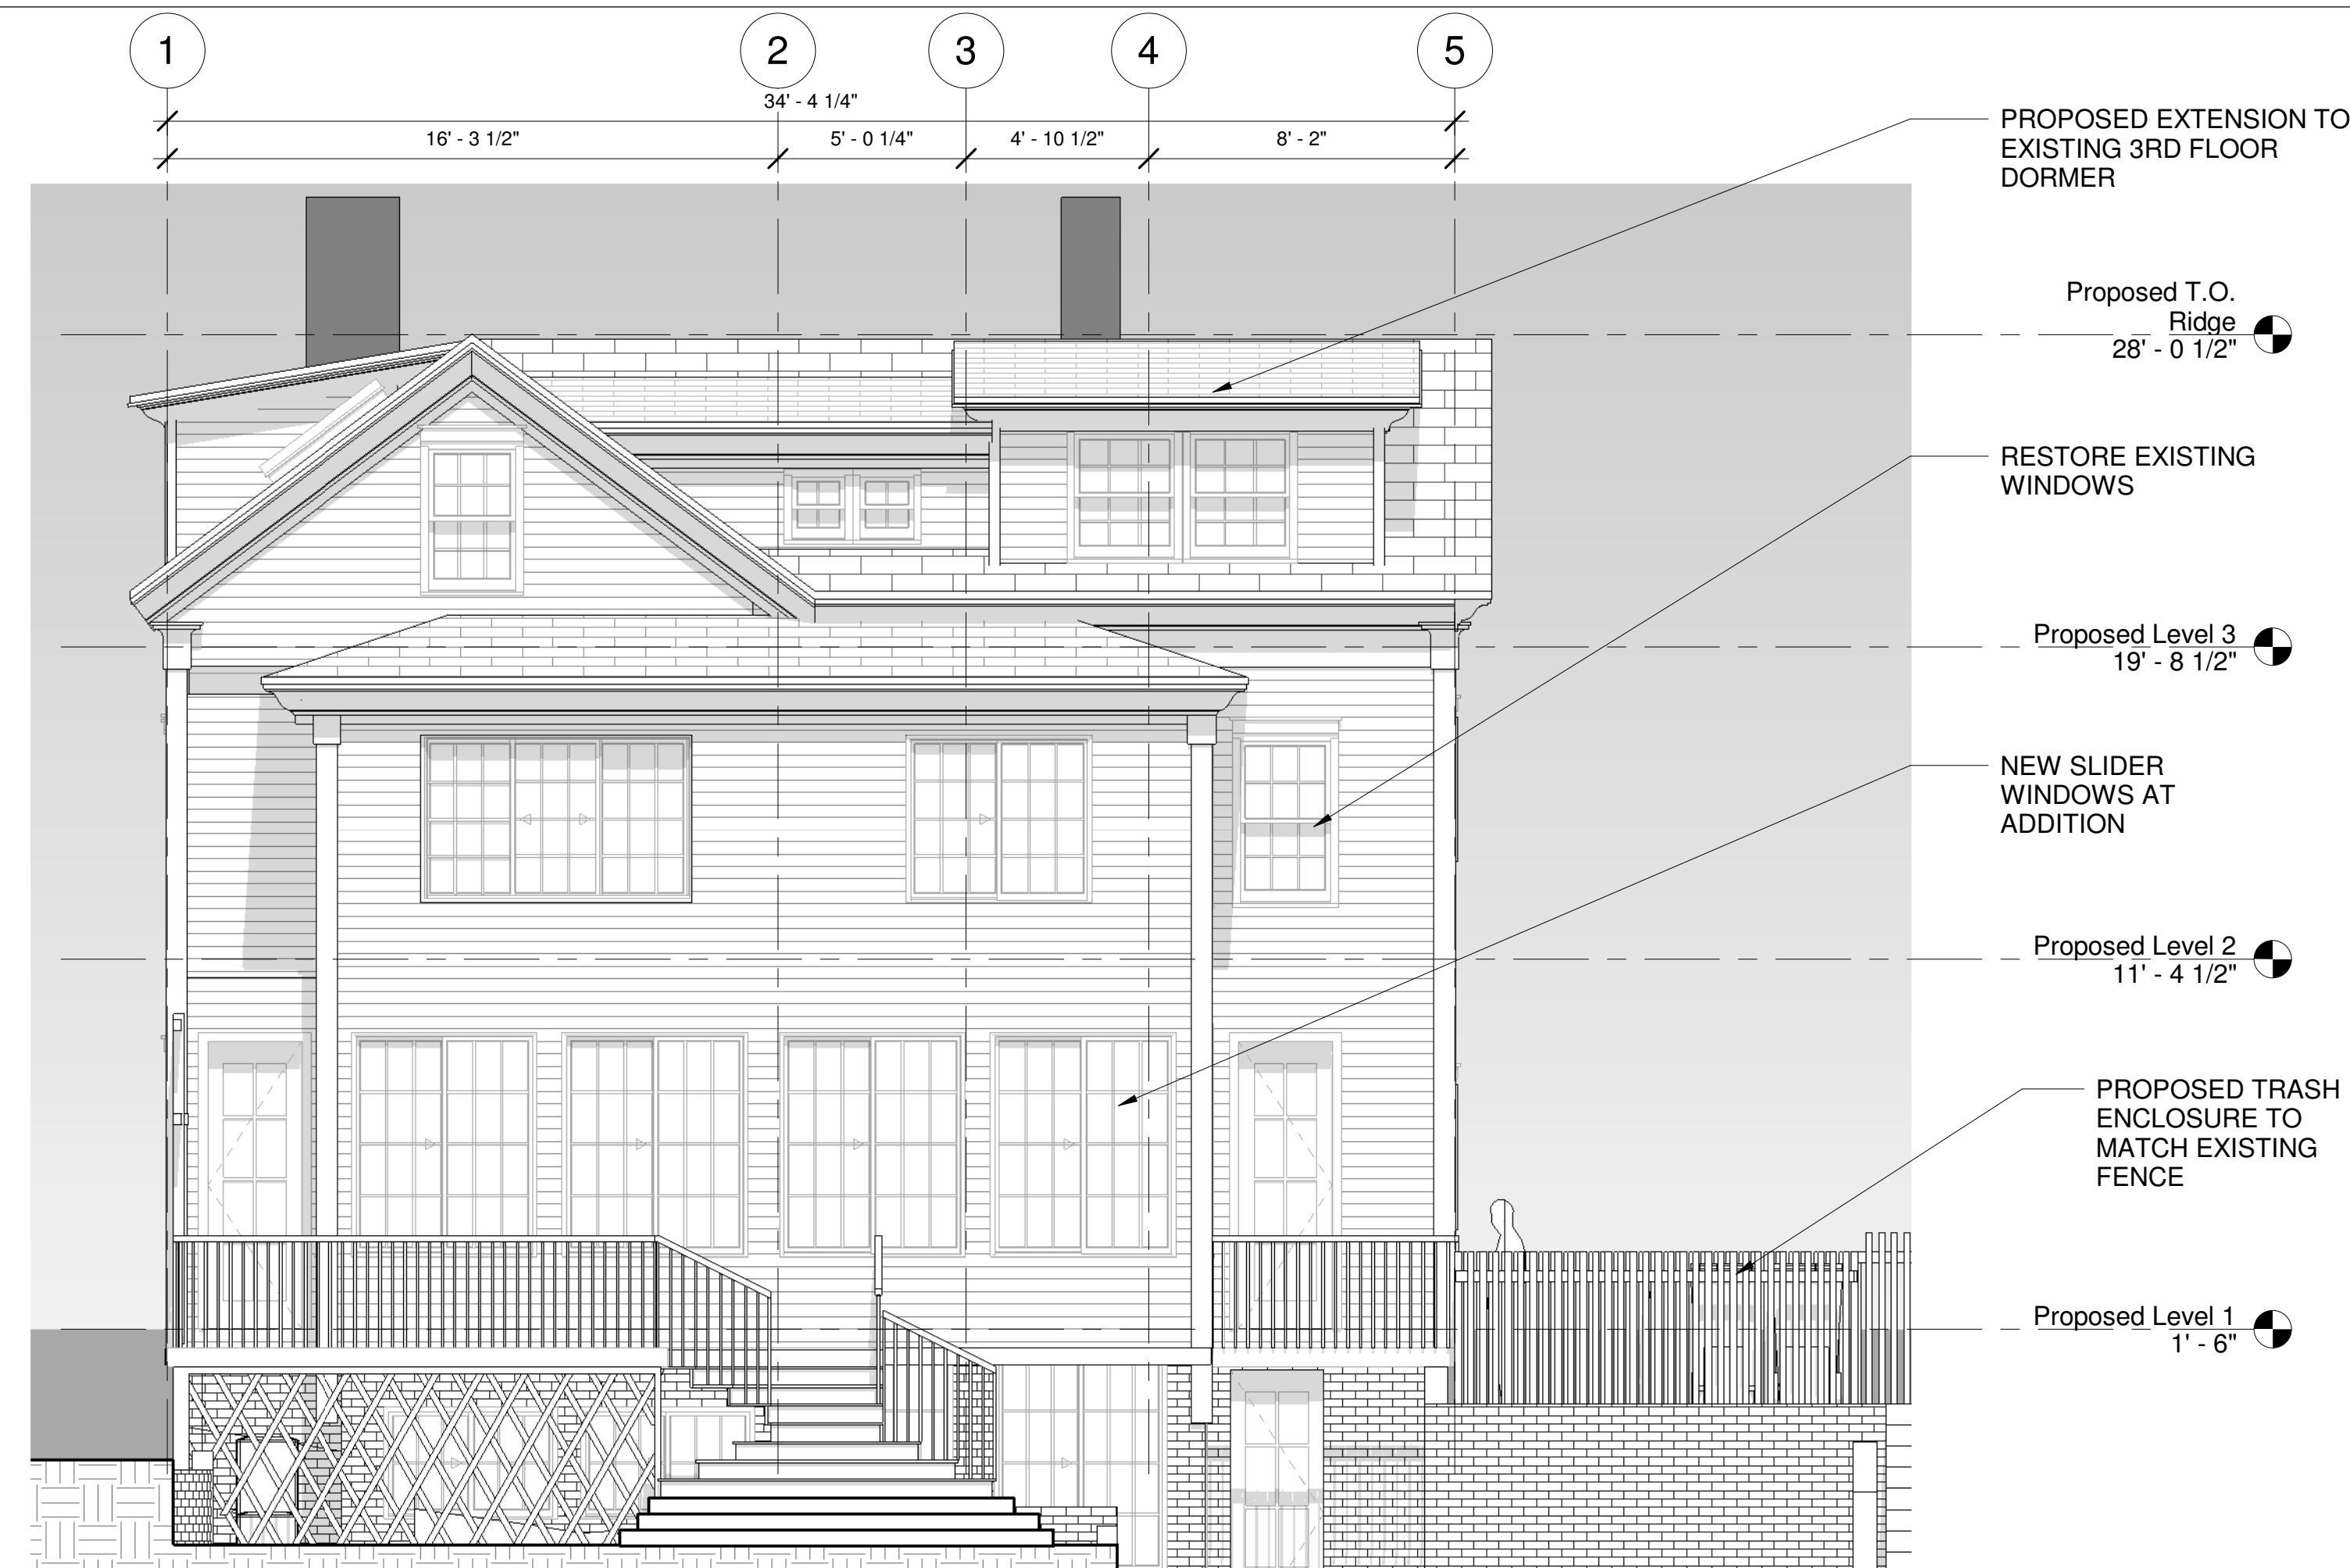 1 2 3 4 5
34' - 4 1/4"
16' - 3 1/2" 5' - 0 1/4" 4' - 10 1/2" 8' - 2"
PROPOSED EXTENSION TO
EXISTING 3RD FLOOR
DORMER
Proposed T.O.
Ridge
28' - 0 1/2"
RESTORE EXISTING
WINDOWS
Proposed Level 3
19' - 8 1/2"
NEW SLIDER
WINDOWS AT
ADDITION
Proposed Level 2
11' - 4 1/2"
PROPOSED TRASH
ENCLOSURE TO
MATCH EXISTING
FENCE
Proposed Level 1
1' - 6"